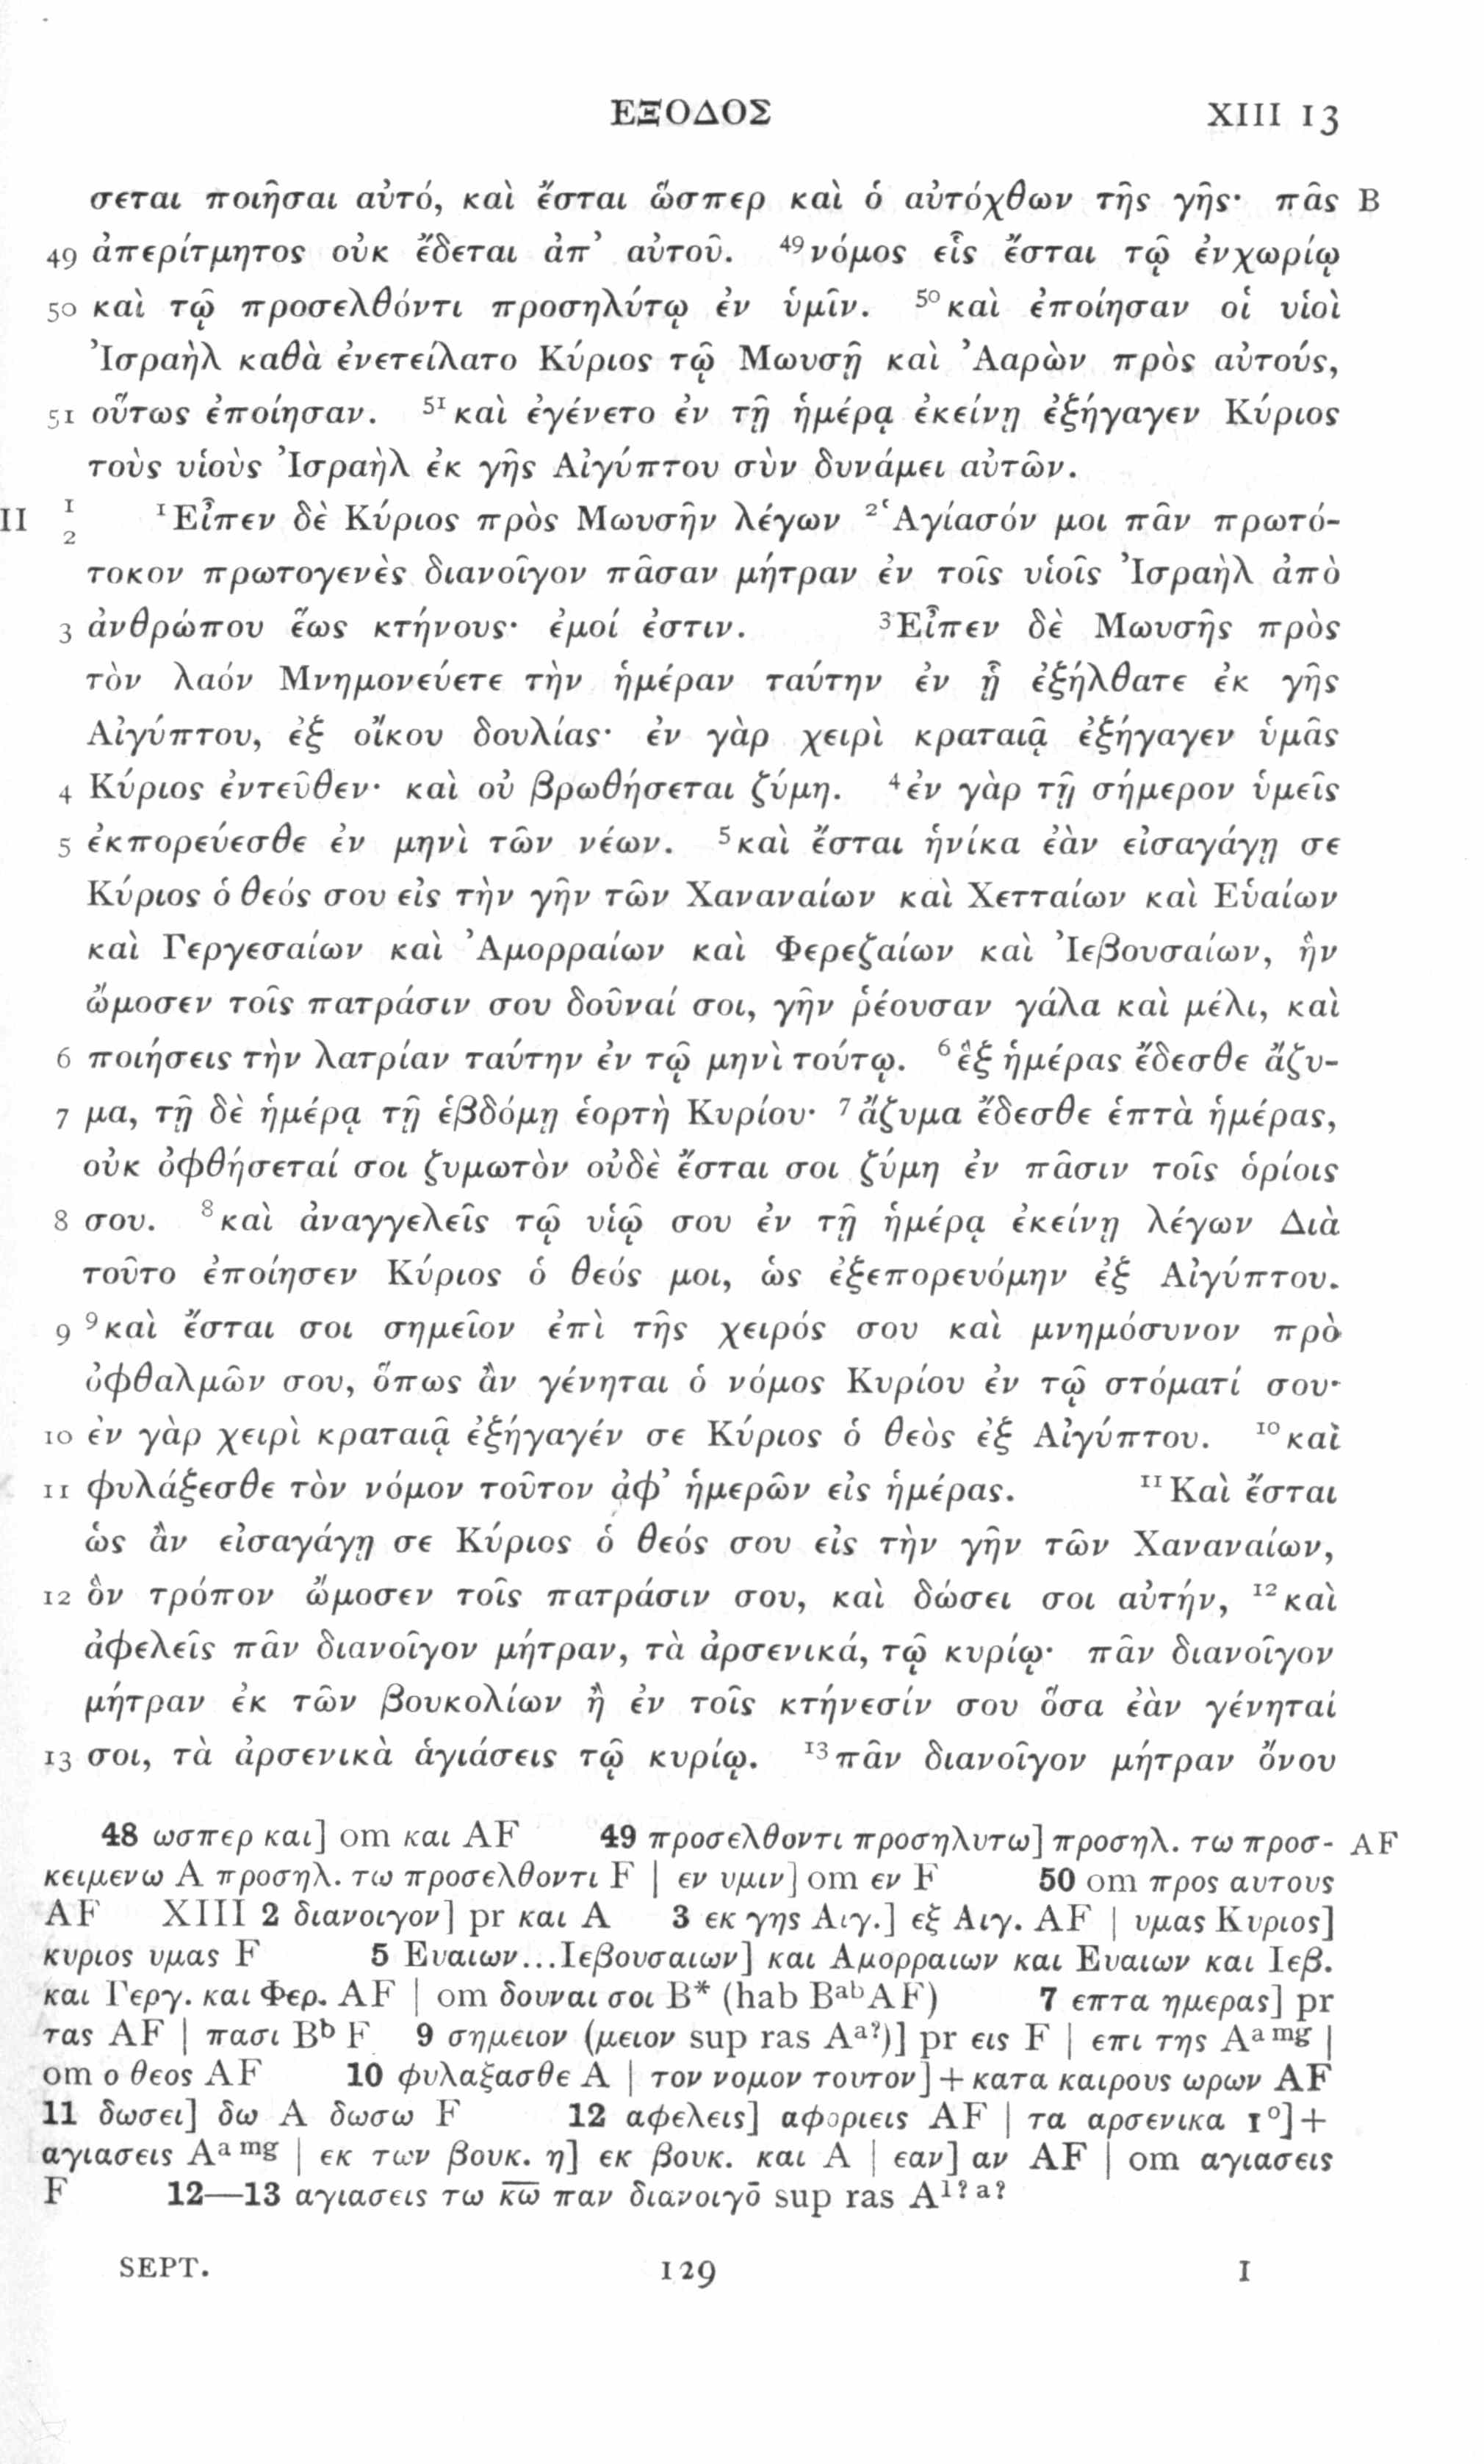 ΕΞΟΔΟΣ XIII 13
σεται ποιῆσαι αὐτό, καὶ ἔσται ὥσπερ καὶ ὁ αὐτόχθων τῆς γῆς· πᾶς B
49 ἀπερίτμητος οὐκ ἔδεται ἀπ’ αὐτοῦ. ⁴⁹νόμος εἷς ἔσται τῷ ἐνχωρίῳ
50 καὶ τῷ προσελθόντι προσηλύτῳ ἐν ὑμῖν. ⁵⁰καὶ ἐποίησαν οἱ υἱοὶ
Ἰσραὴλ καθὰ ἐνετείλατο Κύριος τῷ Μωυσῇ καὶ Ἀαρὼν πρὸς αὐτούς,
51 οὕτως ἐποίησαν. ⁵¹καὶ ἐγένετο ἐν τῇ ἡμέρᾳ ἐκείνῃ ἐξήγαγεν Κύριος
τοὺς υἱοὺς Ἰσραὴλ ἐκ γῆς Αἰγύπτου σὺν δυνάμει αὐτῶν.
II 1 2 ¹Εἶπεν δὲ Κύριος πρὸς Μωυσῆν λέγων ²Ἁγίασόν μοι πᾶν πρωτό-
τοκον πρωτογενὲς διανοῖγον πᾶσαν μήτραν ἐν τοῖς υἱοῖς Ἰσραὴλ ἀπὸ
3 ἀνθρώπου ἕως κτήνους· ἐμοί ἐστιν. ³Εἶπεν δὲ Μωυσῆς πρὸς
τὸν λαόν Μνημονεύετε τὴν ἡμέραν ταύτην ἐν ᾗ ἐξήλθατε ἐκ γῆς
Αἰγύπτου, ἐξ οἴκου δουλίας· ἐν γὰρ χειρὶ κραταιᾷ ἐξήγαγεν ὑμᾶς
4 Κύριος ἐντεῦθεν· καὶ οὐ βρωθήσεται ζύμη. ⁴ἐν γὰρ τῇ σήμερον ὑμεῖς
5 ἐκπορεύεσθε ἐν μηνὶ τῶν νέων. ⁵καὶ ἔσται ἡνίκα ἐὰν εἰσαγάγῃ σε
Κύριος ὁ θεός σου εἰς τὴν γῆν τῶν Χαναναίων καὶ Χετταίων καὶ Εὑαίων
καὶ Γεργεσαίων καὶ Ἀμορραίων καὶ Φερεζαίων καὶ Ἰεβουσαίων, ἣν
ὤμοσεν τοῖς πατράσιν σου δοῦναί σοι, γῆν ῥέουσαν γάλα καὶ μέλι, καὶ
6 ποιήσεις τὴν λατρίαν ταύτην ἐν τῷ μηνὶ τούτῳ. ⁶ἓξ ἡμέρας ἔδεσθε ἄζυ-
7 μα, τῇ δὲ ἡμέρᾳ τῇ ἑβδόμῃ ἑορτὴ Κυρίου· ⁷ἄζυμα ἔδεσθε ἑπτὰ ἡμέρας,
οὐκ ὀφθήσεταί σοι ζυμωτὸν οὐδὲ ἔσται σοι ζύμη ἐν πᾶσιν τοῖς ὁρίοις
8 σου. ⁸καὶ ἀναγγελεῖς τῷ υἱῷ σου ἐν τῇ ἡμέρᾳ ἐκείνῃ λέγων Διὰ
τοῦτο ἐποίησεν Κύριος ὁ θεός μοι, ὡς ἐξεπορευόμην ἐξ Αἰγύπτου.
9 ⁹καὶ ἔσται σοι σημεῖον ἐπὶ τῆς χειρός σου καὶ μνημόσυνον πρὸ
ὀφθαλμῶν σου, ὅπως ἂν γένηται ὁ νόμος Κυρίου ἐν τῷ στόματί σου·
10 ἐν γὰρ χειρὶ κραταιᾷ ἐξήγαγέν σε Κύριος ὁ θεὸς ἐξ Αἰγύπτου. ¹⁰καὶ
11 φυλάξεσθε τὸν νόμον τοῦτον ἀφ’ ἡμερῶν εἰς ἡμέρας. ¹¹Καὶ ἔσται
ὡς ἂν εἰσαγάγῃ σε Κύριος ὁ θεός σου εἰς τὴν γῆν τῶν Χαναναίων,
12 ὃν τρόπον ὤμοσεν τοῖς πατράσιν σου, καὶ δώσει σοι αὐτήν, ¹²καὶ
ἀφελεῖς πᾶν διανοῖγον μήτραν, τὰ ἀρσενικά, τῷ κυρίῳ· πᾶν διανοῖγον
μήτραν ἐκ τῶν βουκολίων ἢ ἐν τοῖς κτήνεσίν σου ὅσα ἐὰν γένηταί
13 σοι, τὰ ἀρσενικὰ ἁγιάσεις τῷ κυρίῳ. ¹³πᾶν διανοῖγον μήτραν ὄνου
48 ωσπερ και] om και AF 49 προσελθοντι προσηλυτω] προσηλ. τω προσ- AF
κειμενω A προσηλ. τω προσελθοντι F | εν υμιν] om εν F 50 om προς αυτους
AF XIII 2 διανοιγον] pr και A 3 εκ γης Αιγ.] εξ Αιγ. AF | υμας Κυριος]
κυριος υμας F 5 Ευαιων...Ιεβουσαιων] και Αμορραιων και Ευαιων και Ιεβ.
και Γεργ. και Φερ. AF | om δουναι σοι B* (hab Bᵃᵇ AF) 7 επτα ημερας] pr
τας AF | πασι Bᵇ F 9 σημειον (μειον sup ras Aᵃ?)] pr εις F | επι της Aᵃ ᵐᵍ |
om ο θεος AF 10 φυλαξασθε A | τον νομον τουτον] + κατα καιρους ωρων AF
11 δωσει] δω A δωσω F 12 αφελεις] αφοριεις AF | τα αρσενικα 1°] +
αγιασεις Aᵃ ᵐᵍ | εκ των βουκ. η] εκ βουκ. και A | εαν] αν AF | om αγιασεις
F 12—13 αγιασεις τω κ̅ω̅ παν διανοιγο̅ sup ras A¹? ᵃ?
SEPT. 129 I